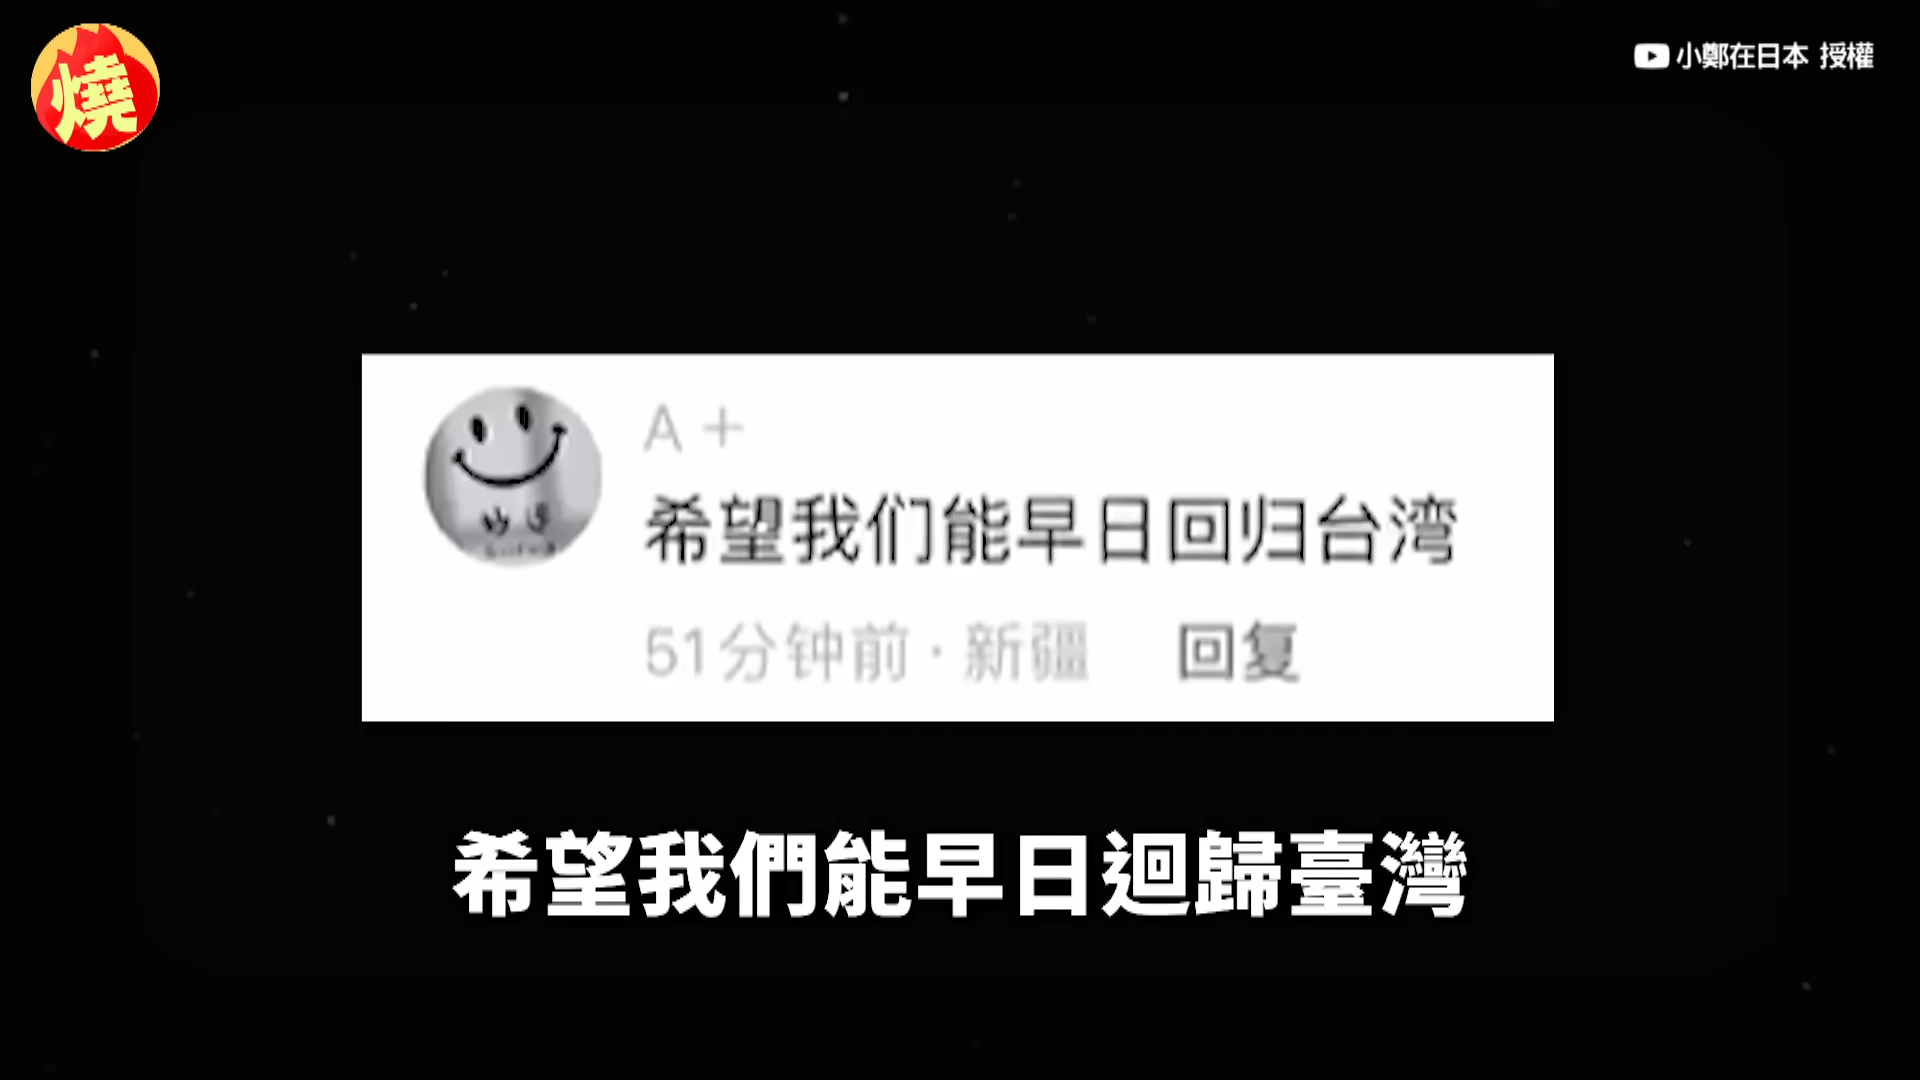 燒
小鄭在日本 授權
A+
希望我们能早日回归台湾
51分钟前·新疆 回复
希望我們能早日迴歸臺灣